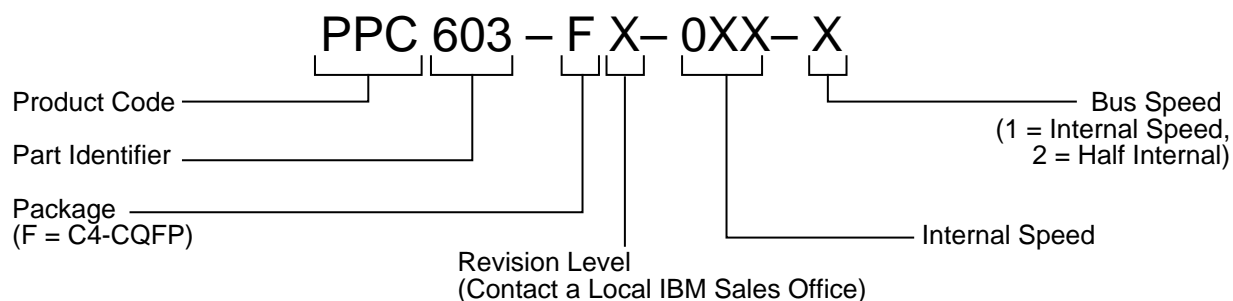 PPC 603 – F X– 0XX– X
Product Code
Bus Speed
(1 = Internal Speed,
2 = Half Internal)
Part Identifier
Package
(F = C4-CQFP)
Internal Speed
Revision Level
(Contact a Local IBM Sales Office)